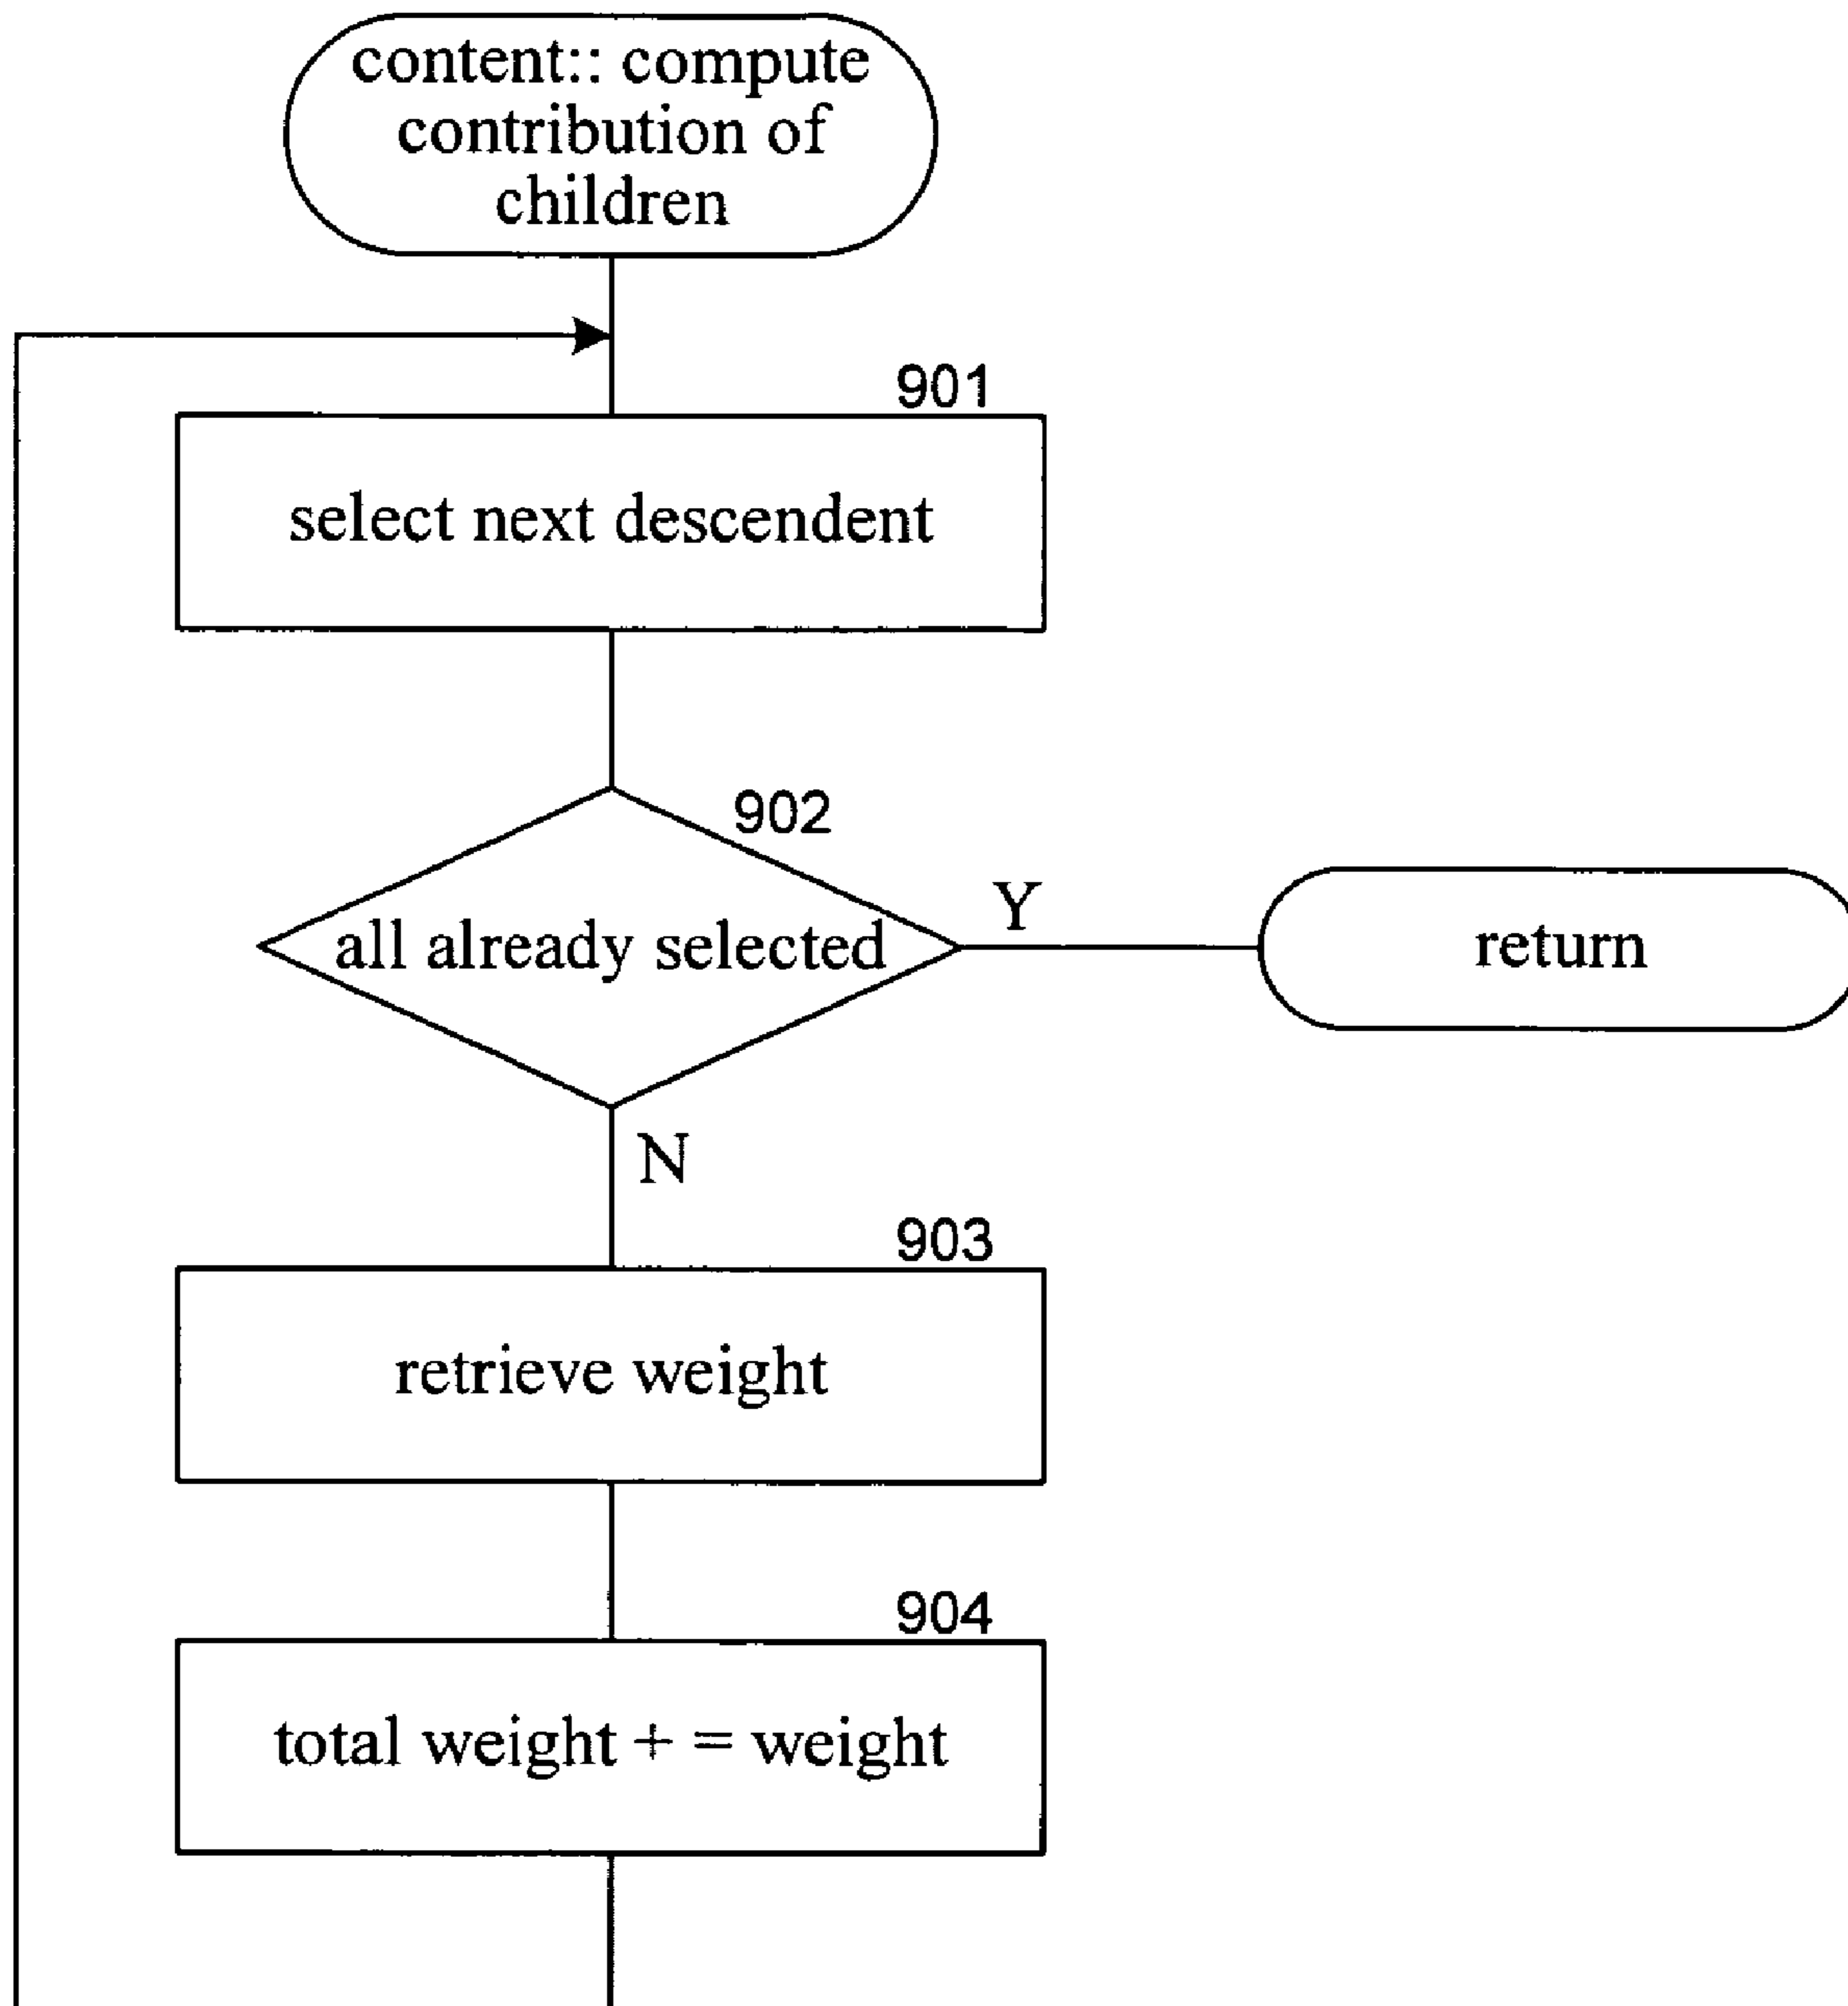 content:: compute
contribution of
children
901
select next descendent
902
all already selected
Y
return
N
903
retrieve weight
904
total weight + = weight